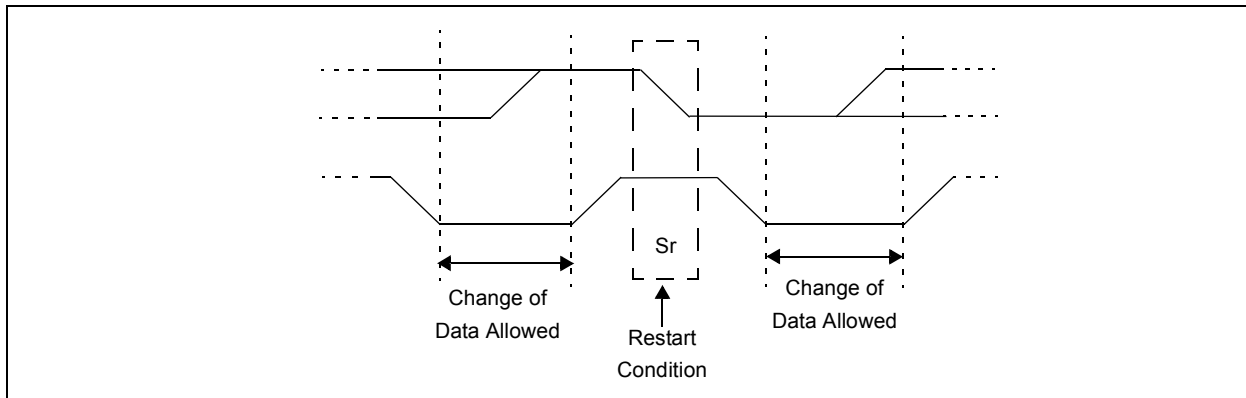 Sr
Change of
Data Allowed
Restart
Condition
Change of
Data Allowed